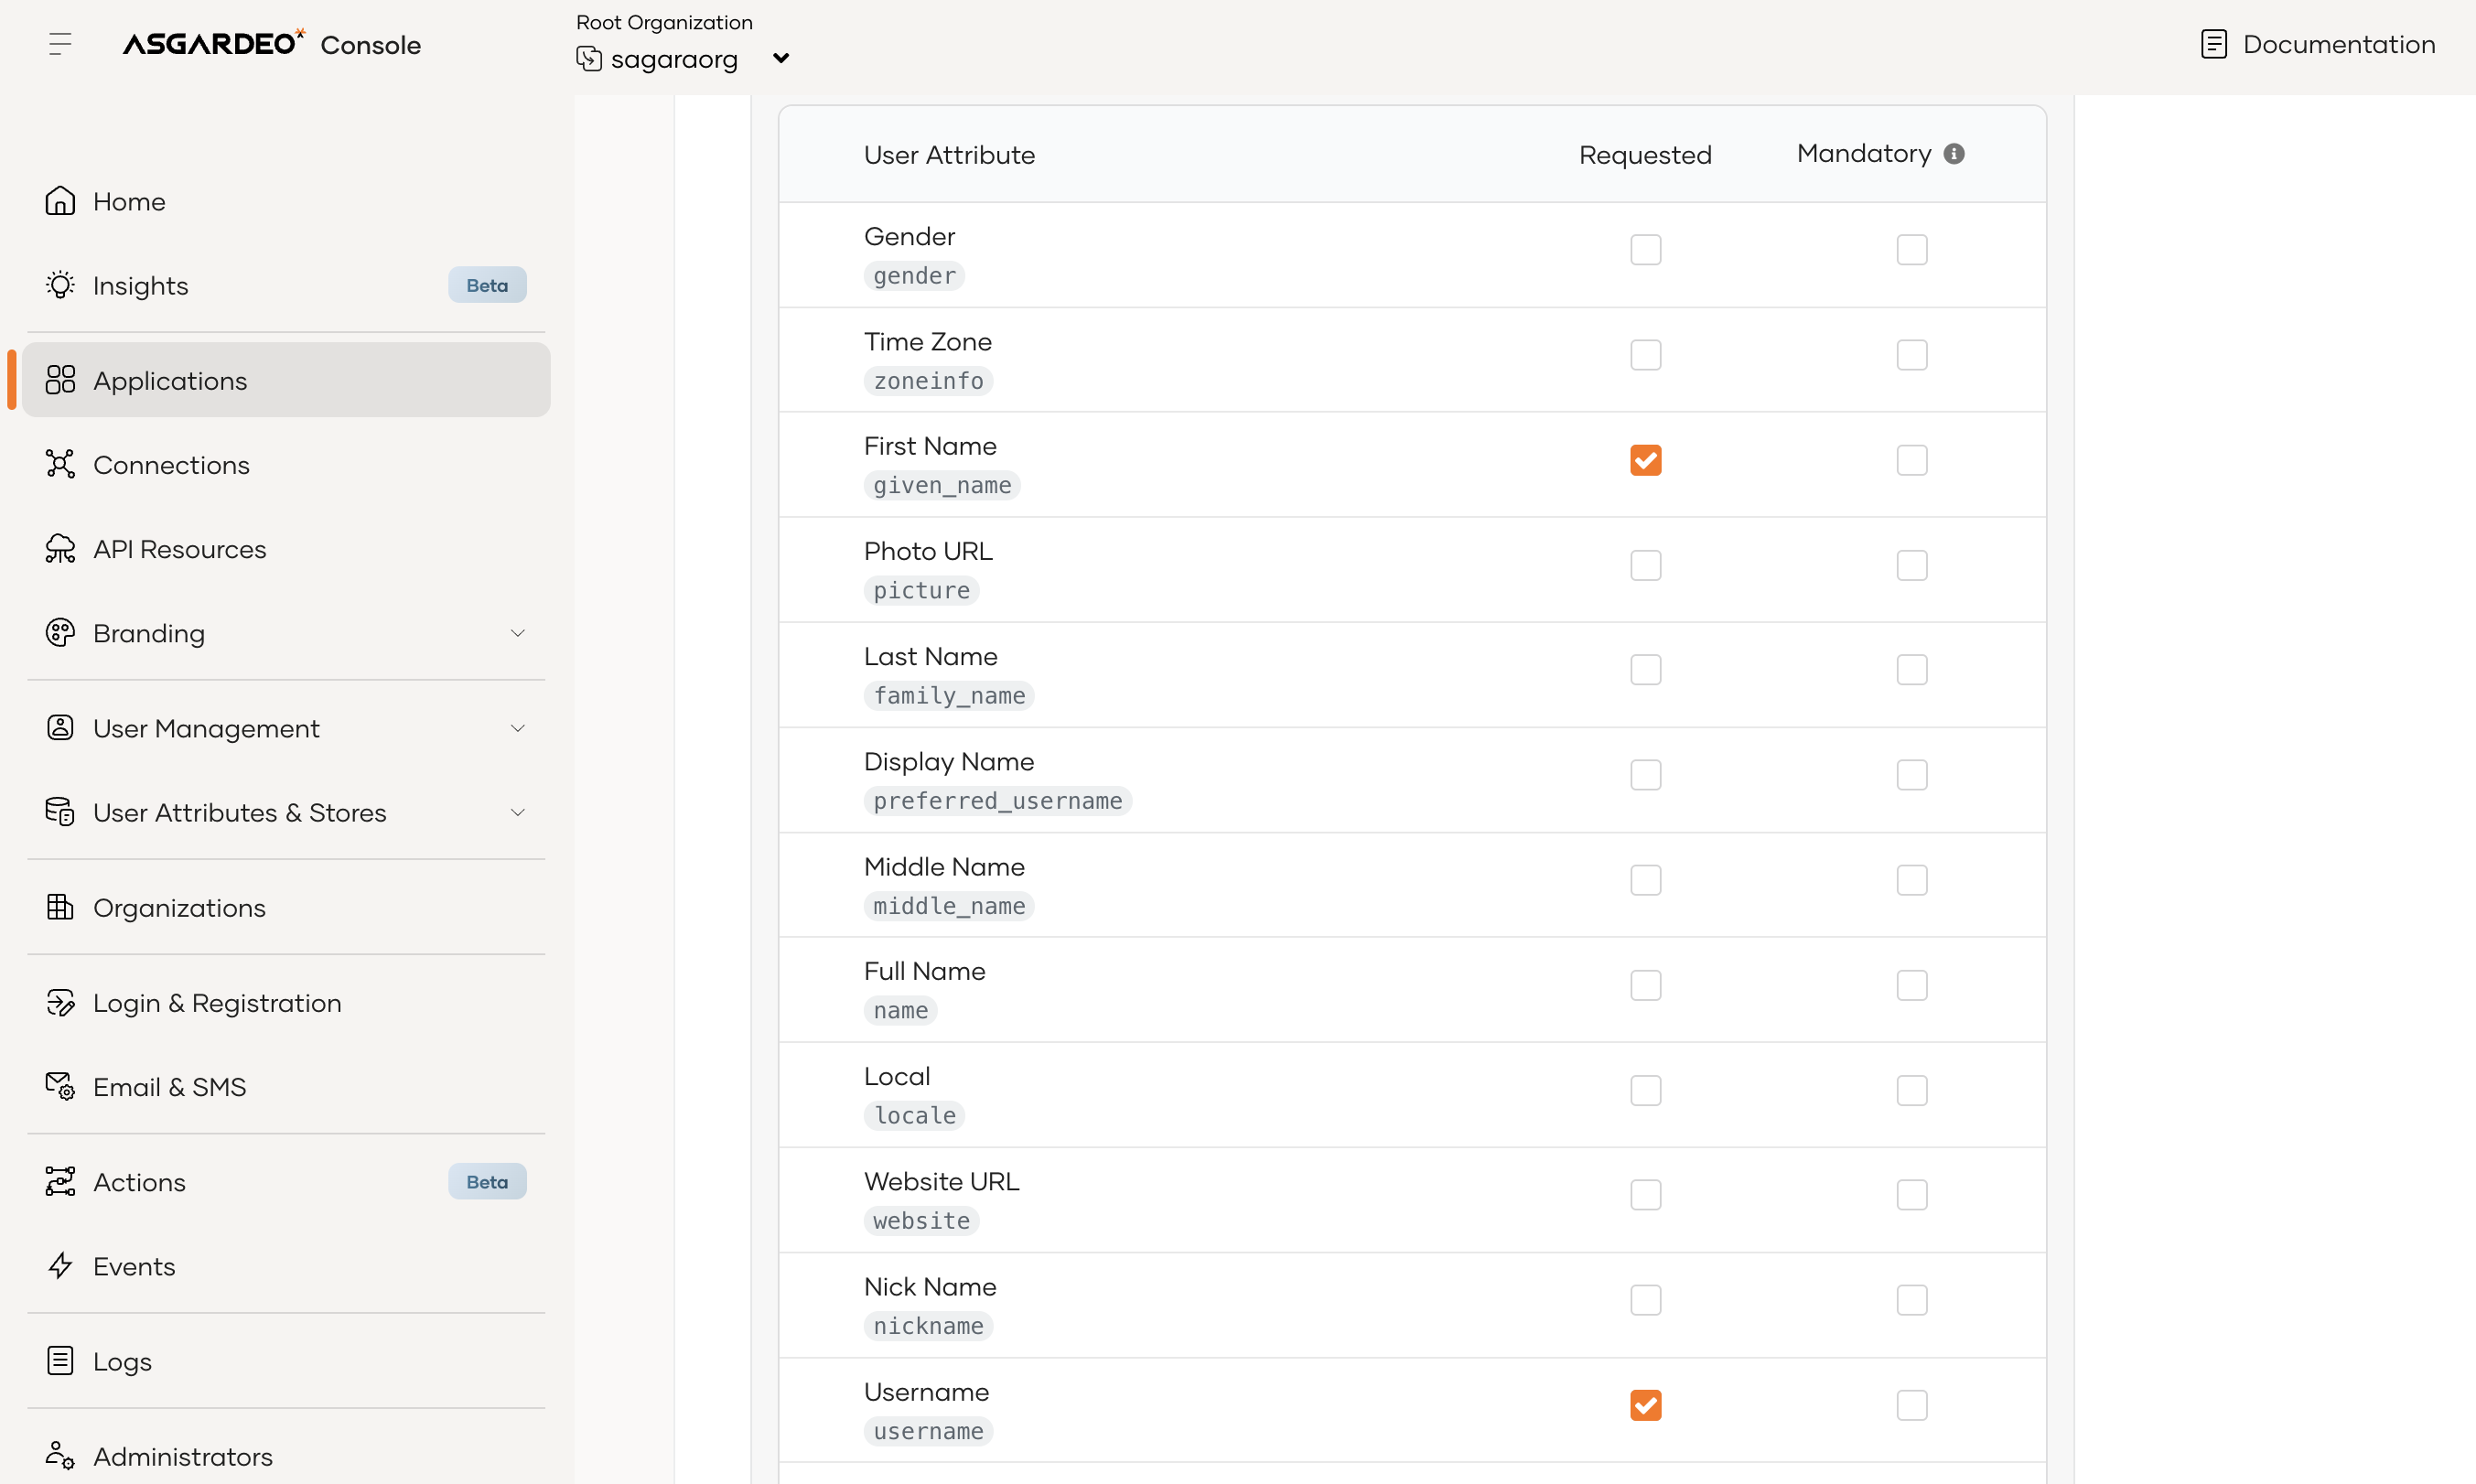 ASGARDEO Console
Root Organization
sagaraorg
Documentation
Home
Insights Beta
Applications
Connections
API Resources
Branding
User Management
User Attributes & Stores
Organizations
Login & Registration
Email & SMS
Actions Beta
Events
Logs
Administrators
User Attribute Requested Mandatory
Gender
gender
Time Zone
zoneinfo
First Name
given_name
Photo URL
picture
Last Name
family_name
Display Name
preferred_username
Middle Name
middle_name
Full Name
name
Local
locale
Website URL
website
Nick Name
nickname
Username
username